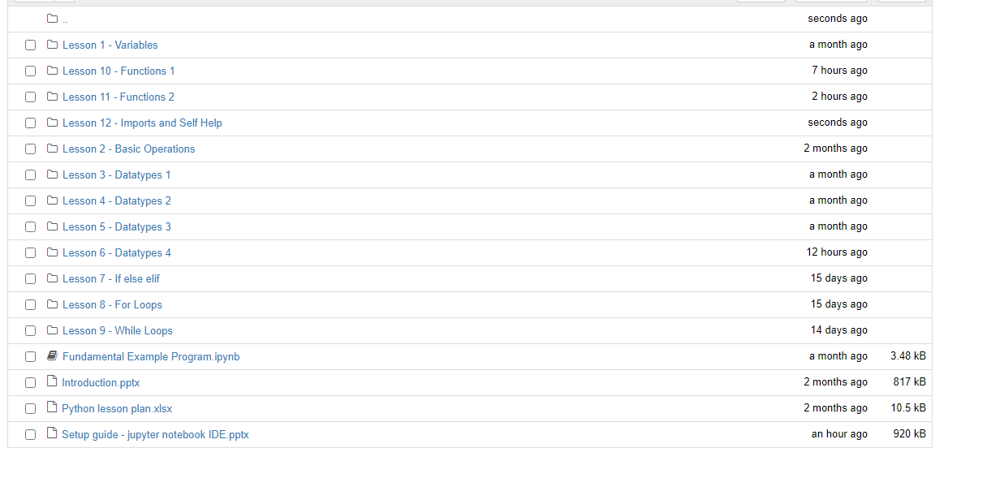 .. seconds ago
Lesson 1 - Variables a month ago
Lesson 10 - Functions 1 7 hours ago
Lesson 11 - Functions 2 2 hours ago
Lesson 12 - Imports and Self Help seconds ago
Lesson 2 - Basic Operations 2 months ago
Lesson 3 - Datatypes 1 a month ago
Lesson 4 - Datatypes 2 a month ago
Lesson 5 - Datatypes 3 a month ago
Lesson 6 - Datatypes 4 12 hours ago
Lesson 7 - If else elif 15 days ago
Lesson 8 - For Loops 15 days ago
Lesson 9 - While Loops 14 days ago
Fundamental Example Program.ipynb a month ago 3.48 kB
Introduction.pptx 2 months ago 817 kB
Python lesson plan.xlsx 2 months ago 10.5 kB
Setup guide - jupyter notebook IDE.pptx an hour ago 920 kB